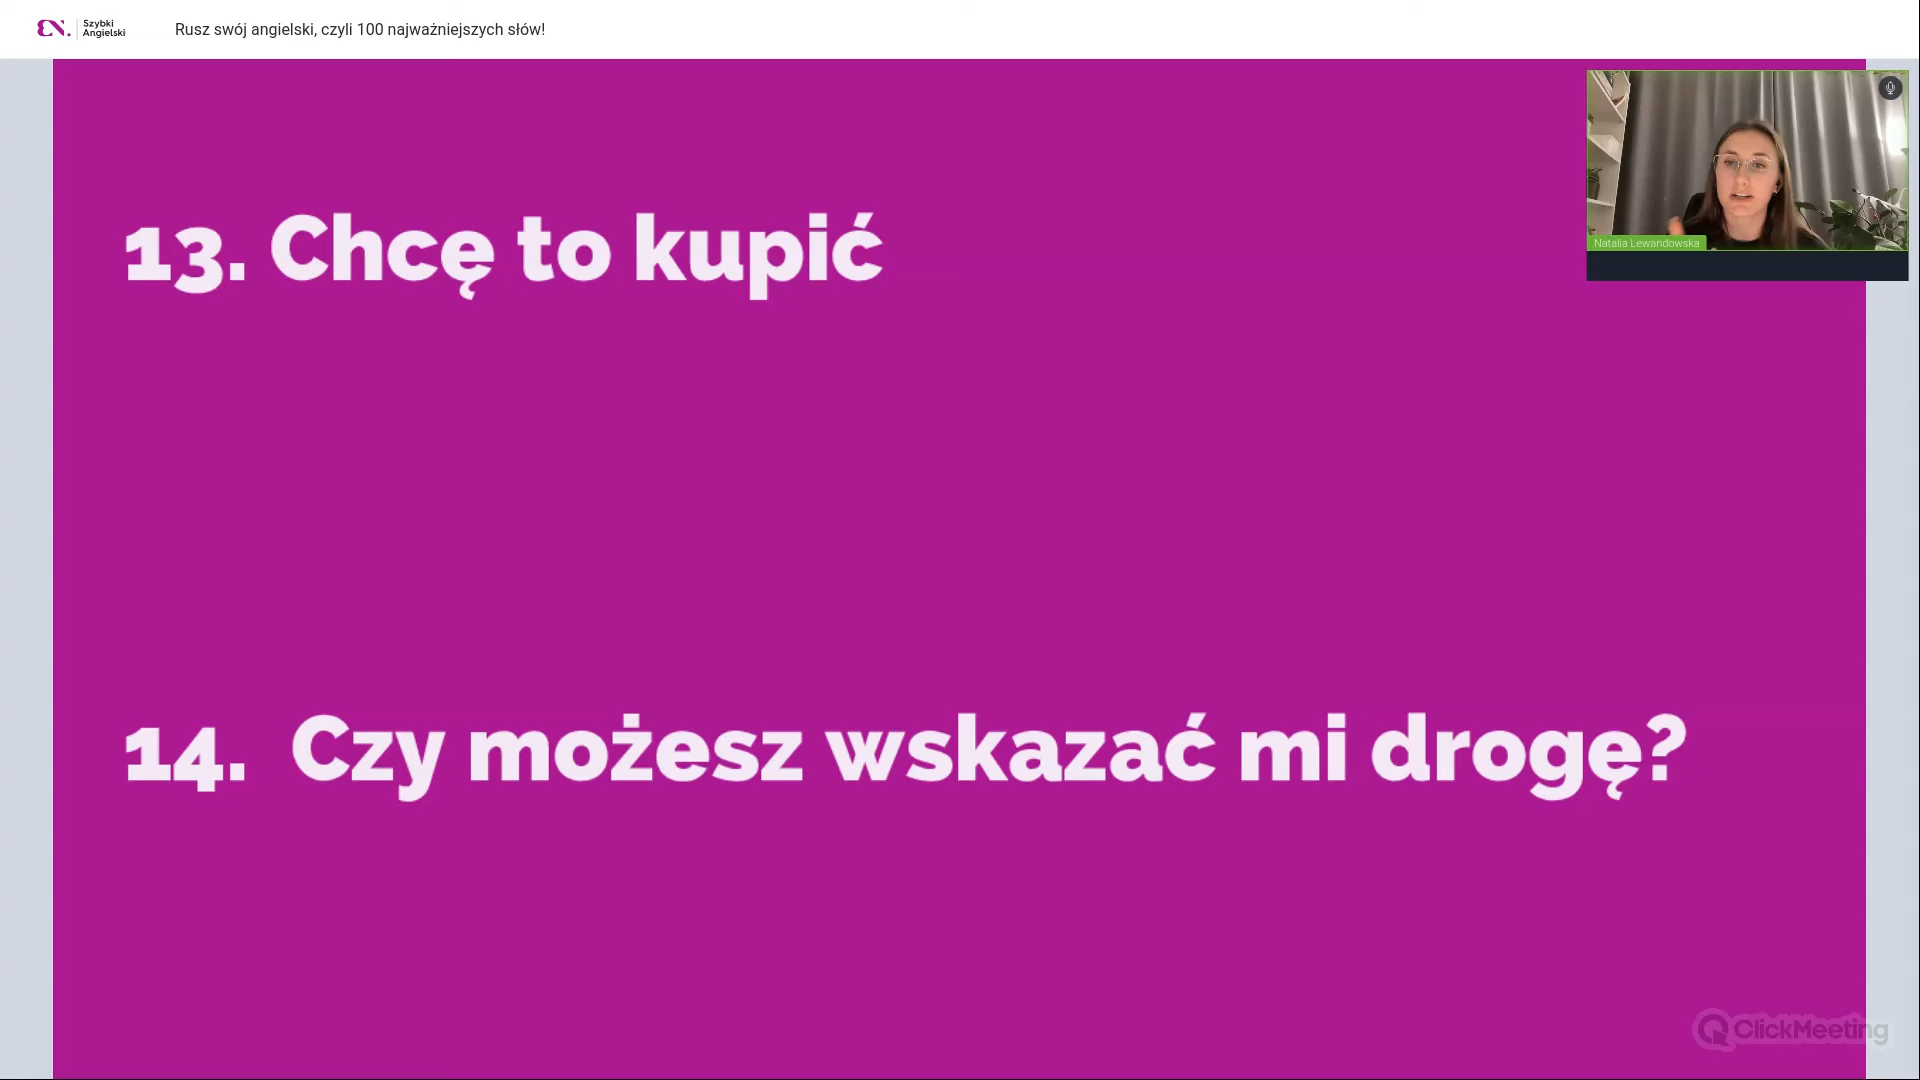 EN.
Szybki
Angielski
Rusz swój angielski, czyli 100 najważniejszych słów!
13. Chcę to kupić
Natalia Lewandowska
14. Czy możesz wskazać mi drogę?
ClickMeeting